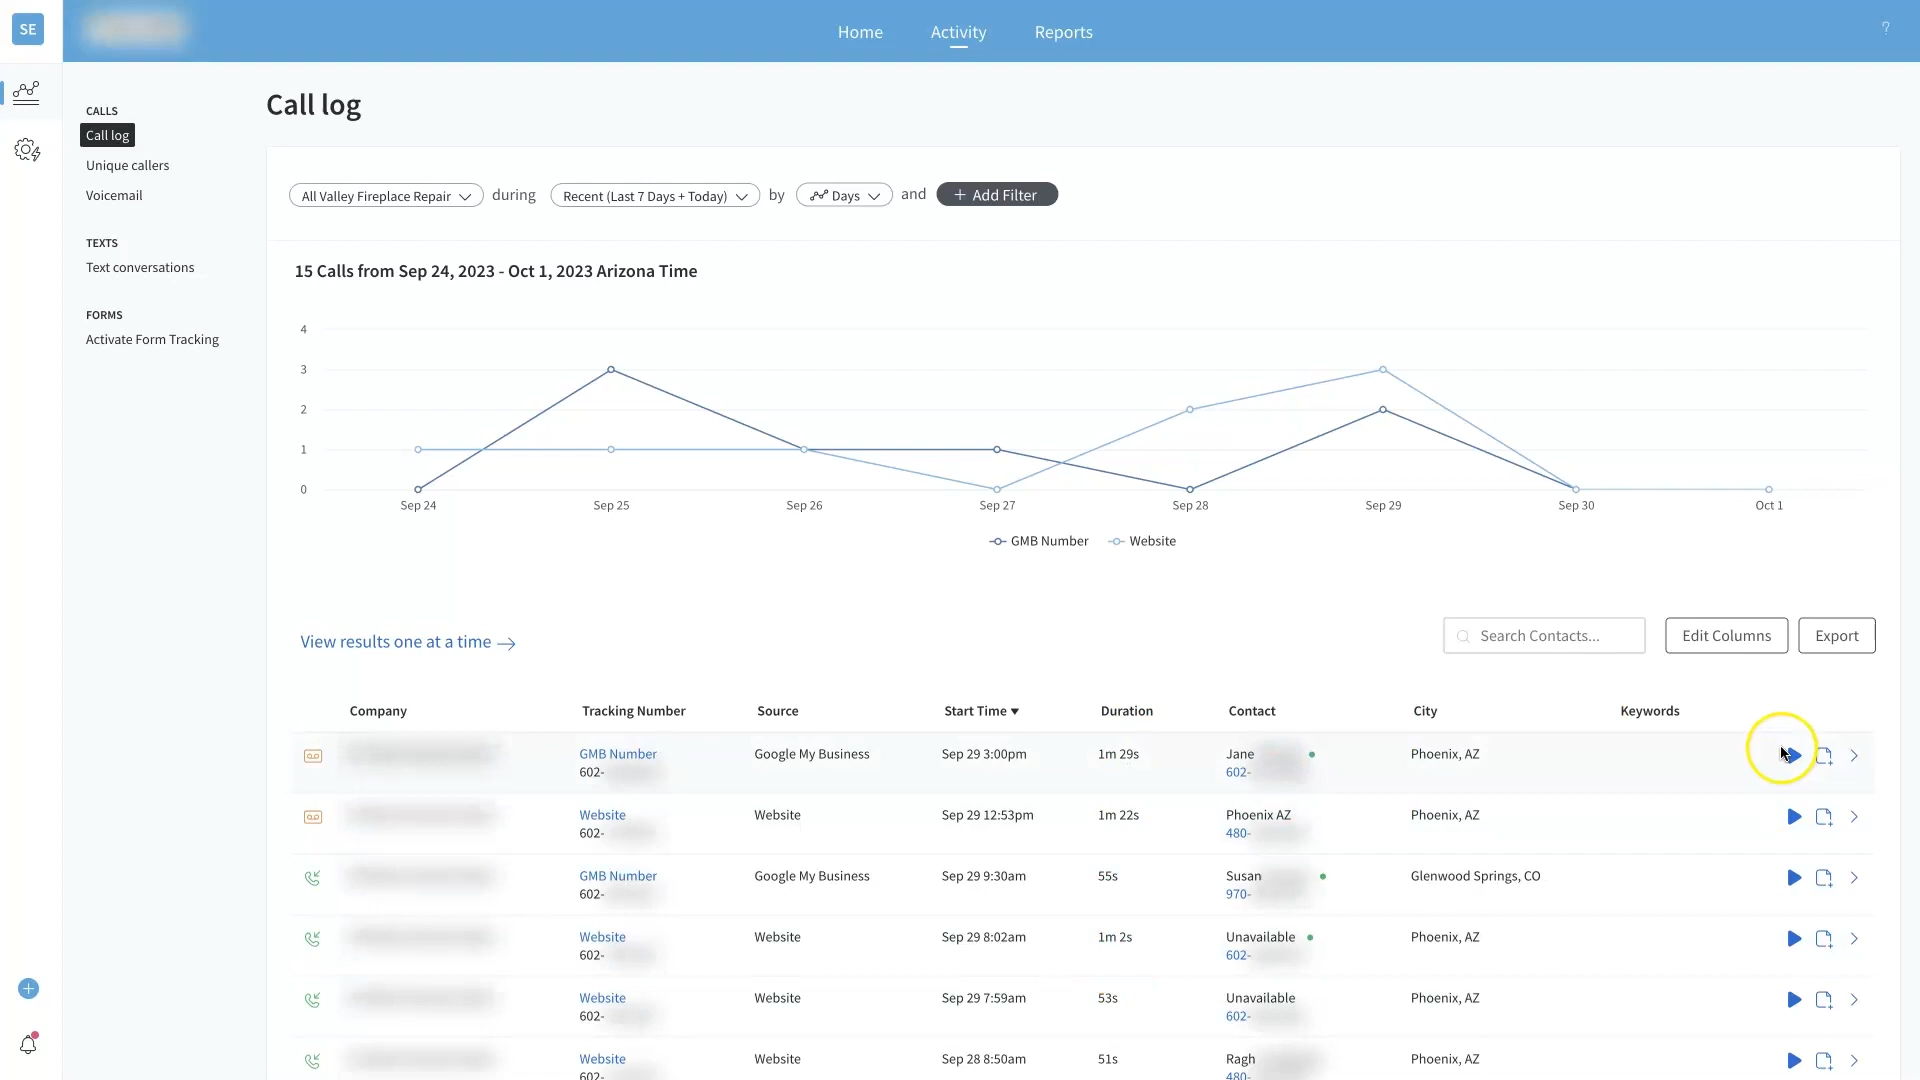 SE
Home Activity Reports
?
CALLS
Call log
Unique callers
Voicemail
TEXTS
Text conversations
FORMS
Activate Form Tracking
Call log
All Valley Fireplace Repair during Recent (Last 7 Days + Today) by Days and + Add Filter
15 Calls from Sep 24, 2023 - Oct 1, 2023 Arizona Time
4
3
2
1
0
Sep 24 Sep 25 Sep 26 Sep 27 Sep 28 Sep 29 Sep 30 Oct 1
GMB Number Website
View results one at a time
Search Contacts... Edit Columns Export
Company Tracking Number Source Start Time Duration Contact City Keywords
GMB Number Google My Business Sep 29 3:00pm 1m 29s Jane Phoenix, AZ
602- 602-
Website Website Sep 29 12:53pm 1m 22s Phoenix AZ Phoenix, AZ
602- 480-
GMB Number Google My Business Sep 29 9:30am 55s Susan Glenwood Springs, CO
602- 970-
Website Website Sep 29 8:02am 1m 2s Unavailable Phoenix, AZ
602- 602-
Website Website Sep 29 7:59am 53s Unavailable Phoenix, AZ
602- 602-
Website Website Sep 28 8:50am 51s Ragh Phoenix, AZ
602- 480-